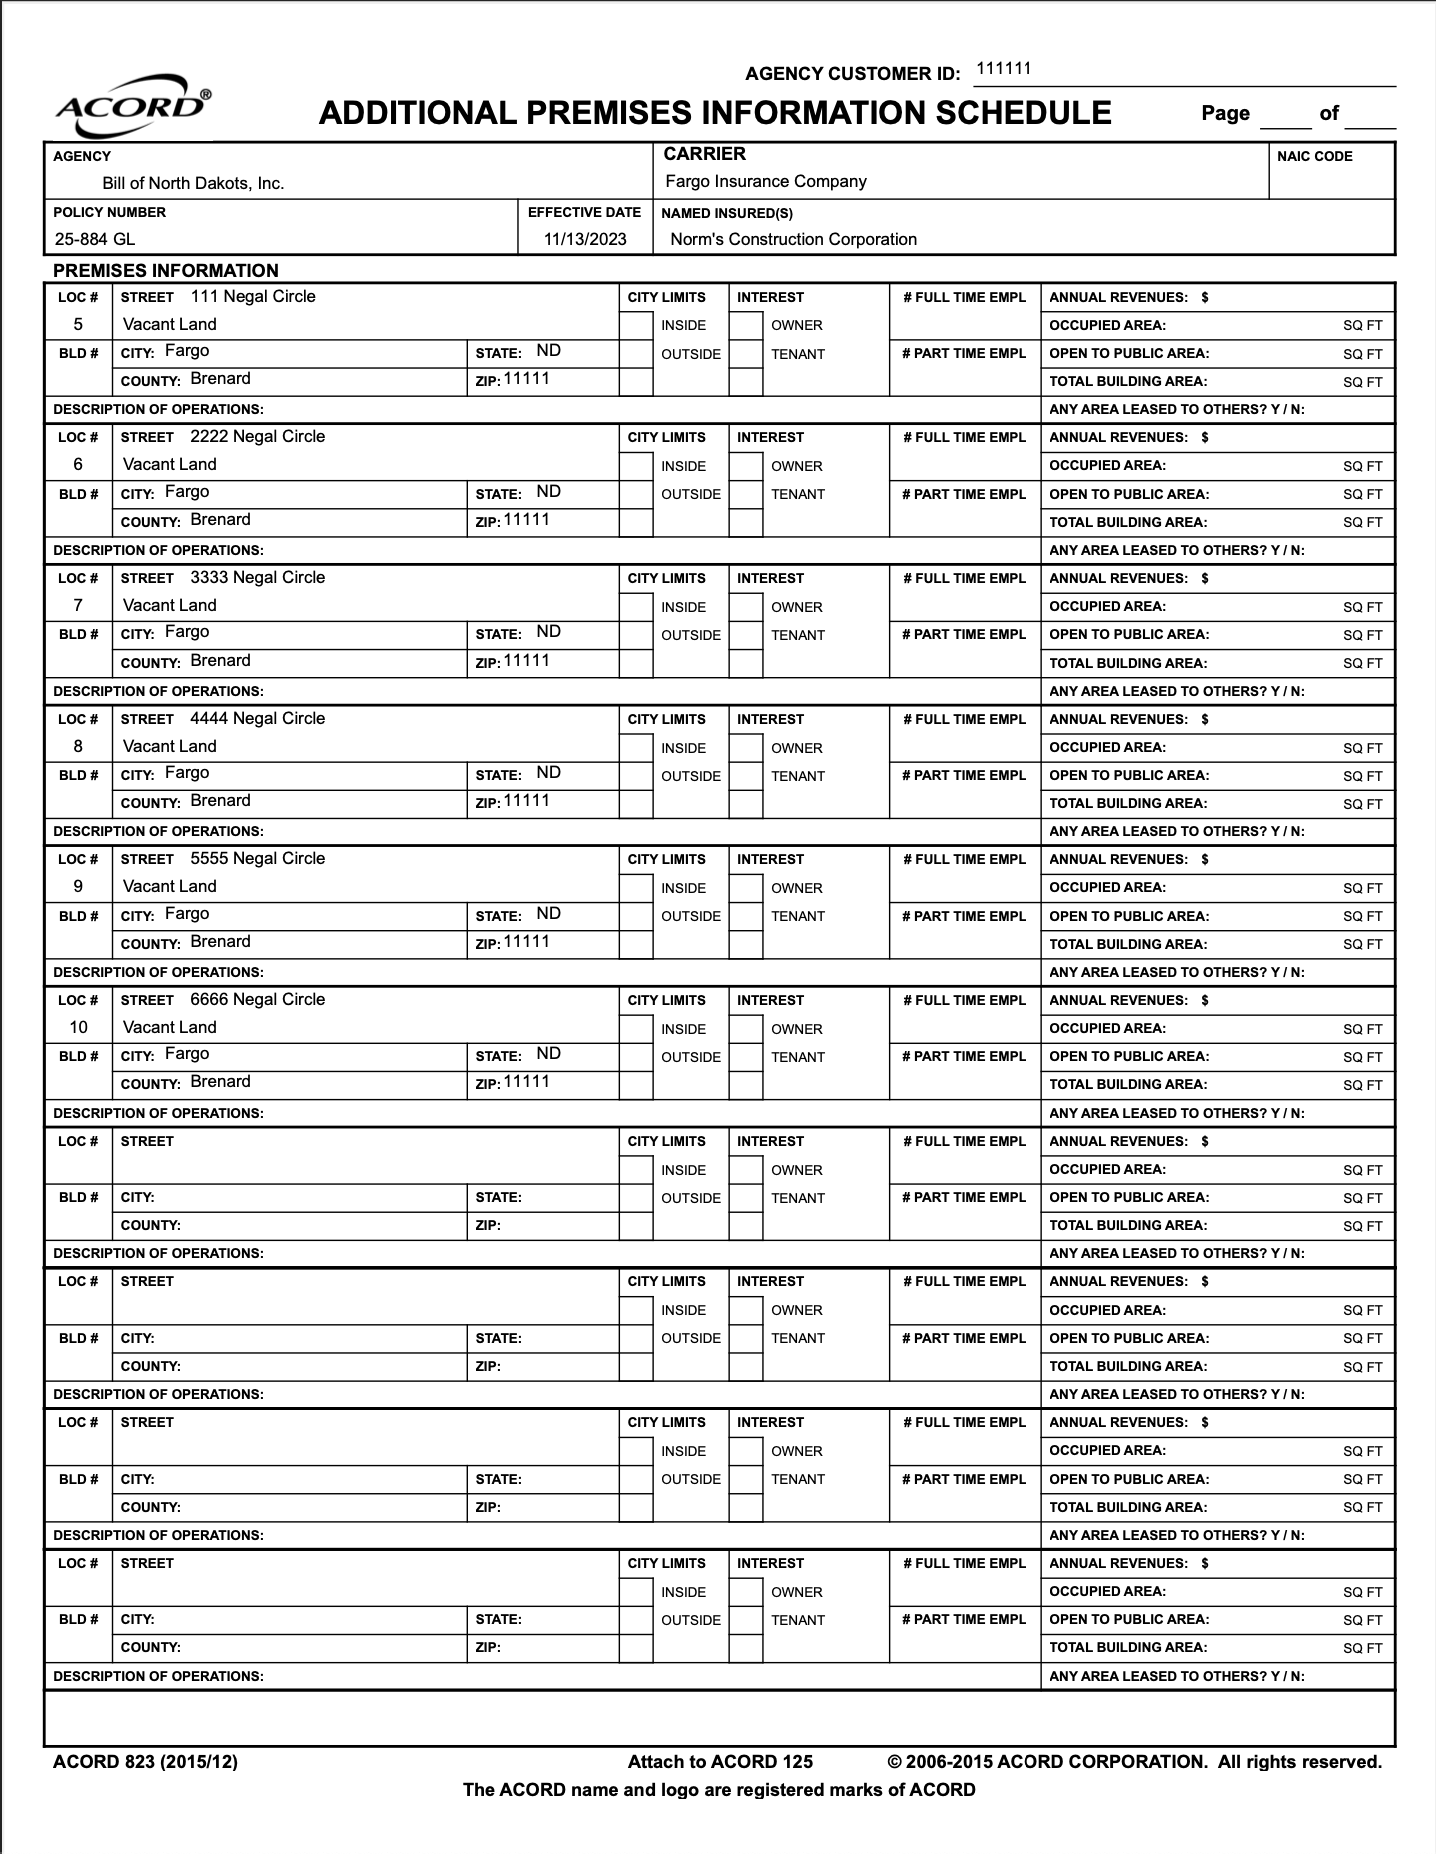 AGENCY CUSTOMER ID: 111111
ACORD®
ADDITIONAL PREMISES INFORMATION SCHEDULE
Page of
AGENCY
Bill of North Dakots, Inc.
CARRIER
Fargo Insurance Company
NAIC CODE
POLICY NUMBER
25-884 GL
EFFECTIVE DATE
11/13/2023
NAMED INSURED(S)
Norm's Construction Corporation
PREMISES INFORMATION
LOC # STREET 111 Negal Circle CITY LIMITS INTEREST # FULL TIME EMPL ANNUAL REVENUES: $
5 Vacant Land INSIDE OWNER OCCUPIED AREA: SQ FT
BLD # CITY: Fargo STATE: ND OUTSIDE TENANT # PART TIME EMPL OPEN TO PUBLIC AREA: SQ FT
COUNTY: Brenard ZIP: 11111 TOTAL BUILDING AREA: SQ FT
DESCRIPTION OF OPERATIONS: ANY AREA LEASED TO OTHERS? Y / N:
LOC # STREET 2222 Negal Circle CITY LIMITS INTEREST # FULL TIME EMPL ANNUAL REVENUES: $
6 Vacant Land INSIDE OWNER OCCUPIED AREA: SQ FT
BLD # CITY: Fargo STATE: ND OUTSIDE TENANT # PART TIME EMPL OPEN TO PUBLIC AREA: SQ FT
COUNTY: Brenard ZIP: 11111 TOTAL BUILDING AREA: SQ FT
DESCRIPTION OF OPERATIONS: ANY AREA LEASED TO OTHERS? Y / N:
LOC # STREET 3333 Negal Circle CITY LIMITS INTEREST # FULL TIME EMPL ANNUAL REVENUES: $
7 Vacant Land INSIDE OWNER OCCUPIED AREA: SQ FT
BLD # CITY: Fargo STATE: ND OUTSIDE TENANT # PART TIME EMPL OPEN TO PUBLIC AREA: SQ FT
COUNTY: Brenard ZIP: 11111 TOTAL BUILDING AREA: SQ FT
DESCRIPTION OF OPERATIONS: ANY AREA LEASED TO OTHERS? Y / N:
LOC # STREET 4444 Negal Circle CITY LIMITS INTEREST # FULL TIME EMPL ANNUAL REVENUES: $
8 Vacant Land INSIDE OWNER OCCUPIED AREA: SQ FT
BLD # CITY: Fargo STATE: ND OUTSIDE TENANT # PART TIME EMPL OPEN TO PUBLIC AREA: SQ FT
COUNTY: Brenard ZIP: 11111 TOTAL BUILDING AREA: SQ FT
DESCRIPTION OF OPERATIONS: ANY AREA LEASED TO OTHERS? Y / N:
LOC # STREET 5555 Negal Circle CITY LIMITS INTEREST # FULL TIME EMPL ANNUAL REVENUES: $
9 Vacant Land INSIDE OWNER OCCUPIED AREA: SQ FT
BLD # CITY: Fargo STATE: ND OUTSIDE TENANT # PART TIME EMPL OPEN TO PUBLIC AREA: SQ FT
COUNTY: Brenard ZIP: 11111 TOTAL BUILDING AREA: SQ FT
DESCRIPTION OF OPERATIONS: ANY AREA LEASED TO OTHERS? Y / N:
LOC # STREET 6666 Negal Circle CITY LIMITS INTEREST # FULL TIME EMPL ANNUAL REVENUES: $
10 Vacant Land INSIDE OWNER OCCUPIED AREA: SQ FT
BLD # CITY: Fargo STATE: ND OUTSIDE TENANT # PART TIME EMPL OPEN TO PUBLIC AREA: SQ FT
COUNTY: Brenard ZIP: 11111 TOTAL BUILDING AREA: SQ FT
DESCRIPTION OF OPERATIONS: ANY AREA LEASED TO OTHERS? Y / N:
LOC # STREET CITY LIMITS INTEREST # FULL TIME EMPL ANNUAL REVENUES: $
INSIDE OWNER OCCUPIED AREA: SQ FT
BLD # CITY: STATE: OUTSIDE TENANT # PART TIME EMPL OPEN TO PUBLIC AREA: SQ FT
COUNTY: ZIP: TOTAL BUILDING AREA: SQ FT
DESCRIPTION OF OPERATIONS: ANY AREA LEASED TO OTHERS? Y / N:
LOC # STREET CITY LIMITS INTEREST # FULL TIME EMPL ANNUAL REVENUES: $
INSIDE OWNER OCCUPIED AREA: SQ FT
BLD # CITY: STATE: OUTSIDE TENANT # PART TIME EMPL OPEN TO PUBLIC AREA: SQ FT
COUNTY: ZIP: TOTAL BUILDING AREA: SQ FT
DESCRIPTION OF OPERATIONS: ANY AREA LEASED TO OTHERS? Y / N:
LOC # STREET CITY LIMITS INTEREST # FULL TIME EMPL ANNUAL REVENUES: $
INSIDE OWNER OCCUPIED AREA: SQ FT
BLD # CITY: STATE: OUTSIDE TENANT # PART TIME EMPL OPEN TO PUBLIC AREA: SQ FT
COUNTY: ZIP: TOTAL BUILDING AREA: SQ FT
DESCRIPTION OF OPERATIONS: ANY AREA LEASED TO OTHERS? Y / N:
LOC # STREET CITY LIMITS INTEREST # FULL TIME EMPL ANNUAL REVENUES: $
INSIDE OWNER OCCUPIED AREA: SQ FT
BLD # CITY: STATE: OUTSIDE TENANT # PART TIME EMPL OPEN TO PUBLIC AREA: SQ FT
COUNTY: ZIP: TOTAL BUILDING AREA: SQ FT
DESCRIPTION OF OPERATIONS: ANY AREA LEASED TO OTHERS? Y / N:
ACORD 823 (2015/12) Attach to ACORD 125 © 2006-2015 ACORD CORPORATION. All rights reserved.
The ACORD name and logo are registered marks of ACORD